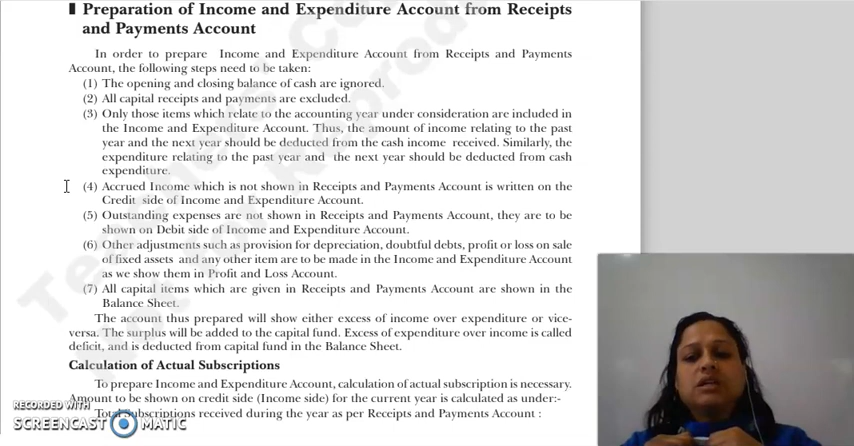 Preparation of Income and Expenditure Account from Receipts
and Payments Account
In order to prepare Income and Expenditure Account from Receipts and Payments
Account, the following steps need to be taken:
(1) The opening and closing balance of cash are ignored.
(2) All capital receipts and payments are excluded.
(3) Only those items which relate to the accounting year under consideration are included in
the Income and Expenditure Account. Thus, the amount of income relating to the past
year and the next year should be deducted from the cash income received. Similarly, the
expenditure relating to the past year and the next year should be deducted from cash
expenditure.
(4) Accrued Income which is not shown in Receipts and Payments Account is written on the
Credit side of Income and Expenditure Account.
(5) Outstanding expenses are not shown in Receipts and Payments Account, they are to be
shown on Debit side of Income and Expenditure Account.
(6) Other adjustments such as provision for depreciation, doubtful debts, profit or loss on sale
of fixed assets and any other item are to be made in the Income and Expenditure Account
as we show them in Profit and Loss Account.
(7) All capital items which are given in Receipts and Payments Account are shown in the
Balance Sheet.
The account thus prepared will show either excess of income over expenditure or vice-
versa. The surplus will be added to the capital fund. Excess of expenditure over income is called
deficit, and is deducted from capital fund in the Balance Sheet.
Calculation of Actual Subscriptions
To prepare Income and Expenditure Account, calculation of actual subscription is necessary.
Amount to be shown on credit side (Income side) for the current year is calculated as under:-
Total Subscriptions received during the year as per Receipts and Payments Account :
RECORDED WITH
SCREENCAST MATIC